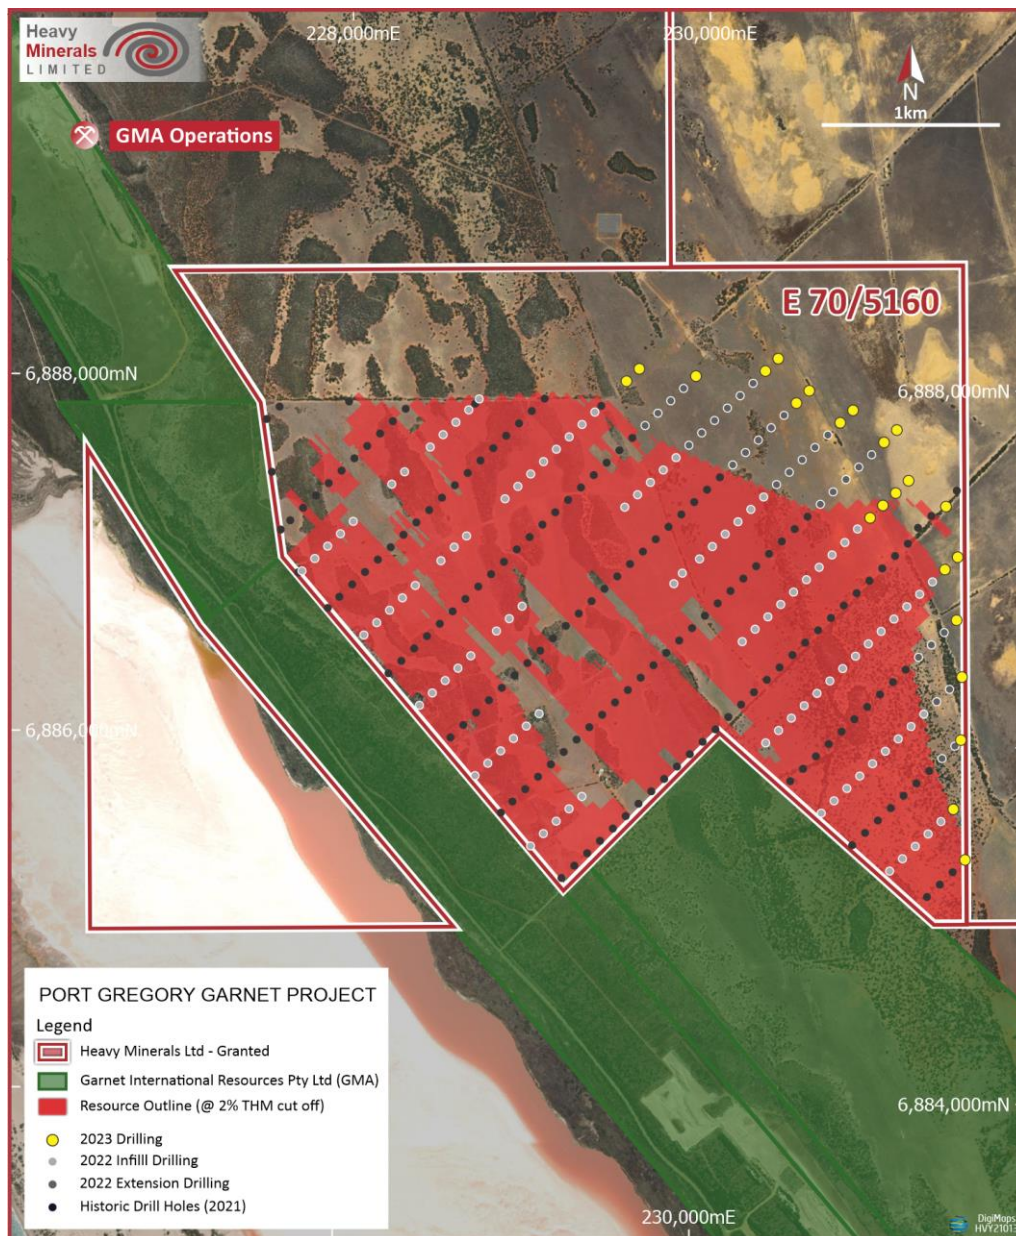 Heavy
Minerals
LIMITED
228,000mE
230,000mE
N
1km
GMA Operations
E 70/5160
6,888,000mN
6,888,000mN
6,886,000mN
PORT GREGORY GARNET PROJECT
Legend
Heavy Minerals Ltd - Granted
Garnet International Resources Pty Ltd (GMA)
Resource Outline (@ 2% THM cut off)
2023 Drilling
2022 Infilll Drilling
2022 Extension Drilling
Historic Drill Holes (2021)
6,884,000mN
230,000mE
DigiMaps
HVY21013